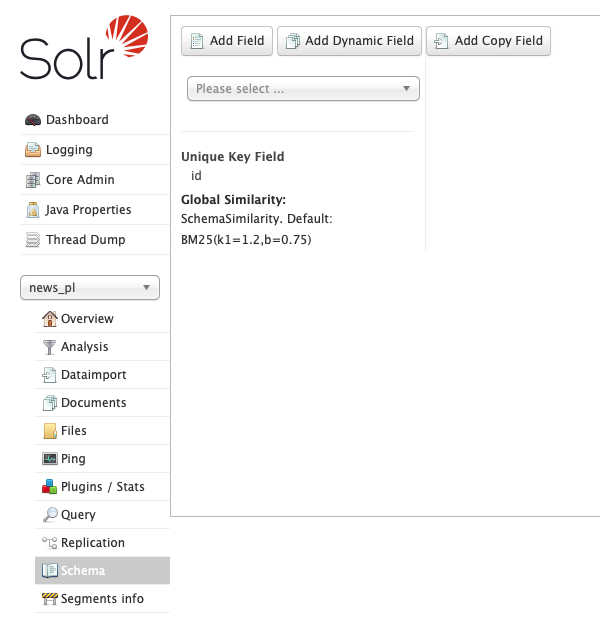 Solr
Dashboard
Logging
Core Admin
Java Properties
Thread Dump
news_pl
Overview
Analysis
Dataimport
Documents
Files
Ping
Plugins / Stats
Query
Replication
Schema
Segments info
Add Field Add Dynamic Field Add Copy Field
Please select ...
Unique Key Field
id
Global Similarity:
SchemaSimilarity. Default:
BM25(k1=1.2,b=0.75)